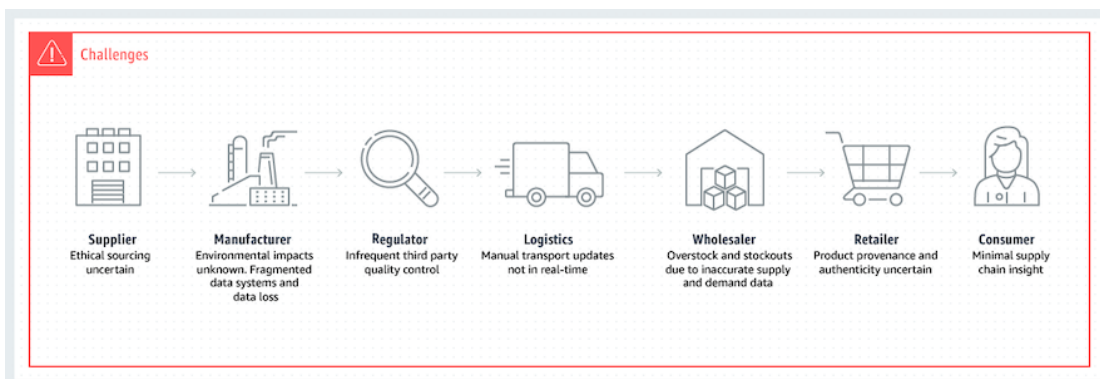 Challenges
Supplier
Ethical sourcing
uncertain
Manufacturer
Environmental impacts
unknown. Fragmented
data systems and
data loss
Regulator
Infrequent third party
quality control
Logistics
Manual transport updates
not in real-time
Wholesaler
Overstock and stockouts
due to inaccurate supply
and demand data
Retailer
Product provenance and
authenticity uncertain
Consumer
Minimal supply
chain insight